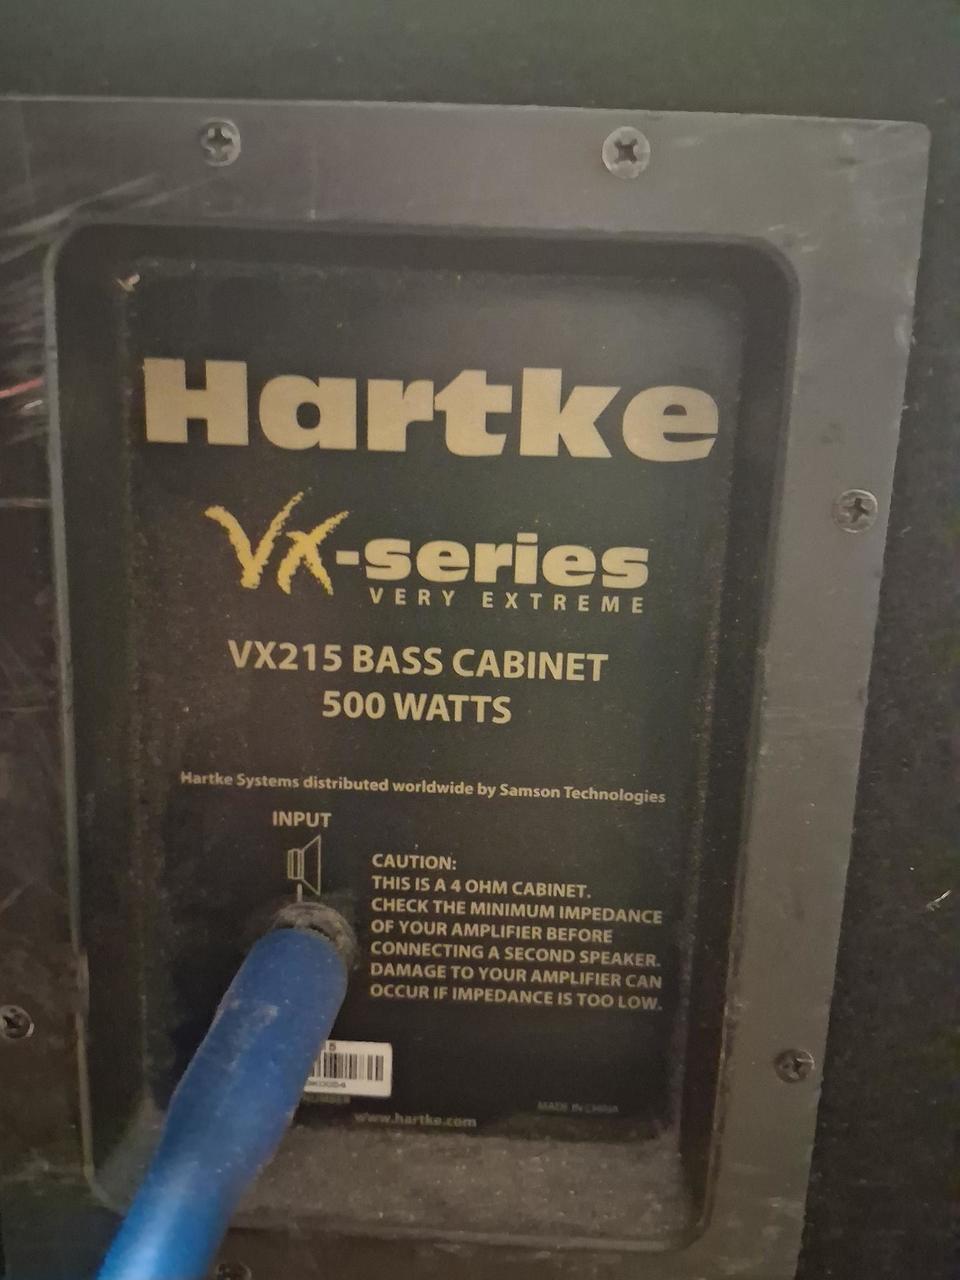 Hartke
VX-series
VERY EXTREME
VX215 BASS CABINET
500 WATTS
Hartke Systems distributed worldwide by Samson Technologies
INPUT
CAUTION:
THIS IS A 4 OHM CABINET.
CHECK THE MINIMUM IMPEDANCE
OF YOUR AMPLIFIER BEFORE
CONNECTING A SECOND SPEAKER.
DAMAGE TO YOUR AMPLIFIER CAN
OCCUR IF IMPEDANCE IS TOO LOW.
NUMBER
MADE IN CHINA
www.hartke.com